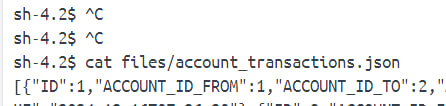 sh-4.2$ ^C
sh-4.2$ ^C
sh-4.2$ cat files/account_transactions.json
[{"ID":1,"ACCOUNT_ID_FROM":1,"ACCOUNT_ID_TO":2,"